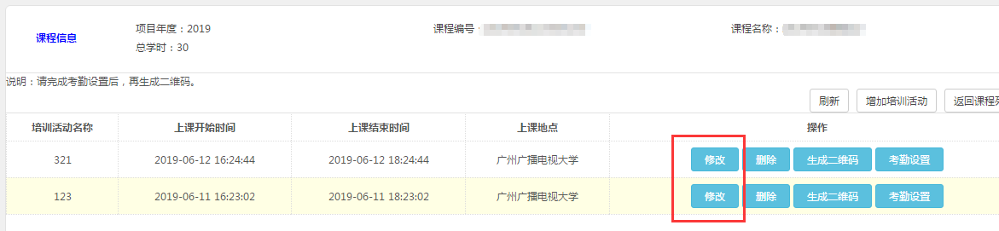 课程信息
项目年度：2019
课程编号
课程名称：
总学时：30
说明：请完成考勤设置后，再生成二维码。
刷新 增加培训活动 返回课程列
培训活动名称 上课开始时间 上课结束时间 上课地点 操作
321 2019-06-12 16:24:44 2019-06-12 18:24:44 广州广播电视大学 修改 删除 生成二维码 考勤设置
123 2019-06-11 16:23:02 2019-06-11 18:23:02 广州广播电视大学 修改 删除 生成二维码 考勤设置